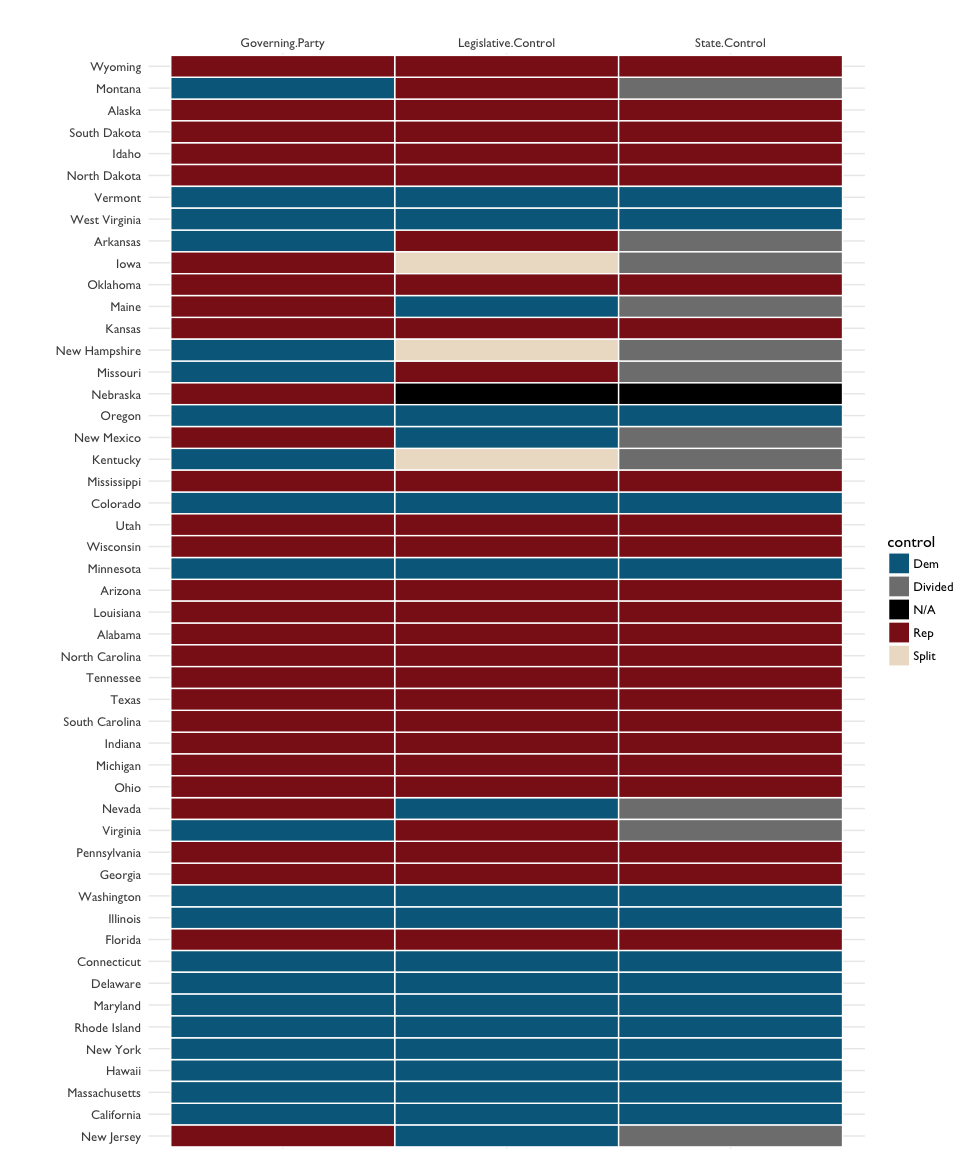 Governing.Party Legislative.Control State.Control
Wyoming
Montana
Alaska
South Dakota
Idaho
North Dakota
Vermont
West Virginia
Arkansas
Iowa
Oklahoma
Maine
Kansas
New Hampshire
Missouri
Nebraska
Oregon
New Mexico
Kentucky
Mississippi
Colorado
Utah
Wisconsin
Minnesota
Arizona
Louisiana
Alabama
North Carolina
Tennessee
Texas
South Carolina
Indiana
Michigan
Ohio
Nevada
Virginia
Pennsylvania
Georgia
Washington
Illinois
Florida
Connecticut
Delaware
Maryland
Rhode Island
New York
Hawaii
Massachusetts
California
New Jersey
control
Dem
Divided
N/A
Rep
Split